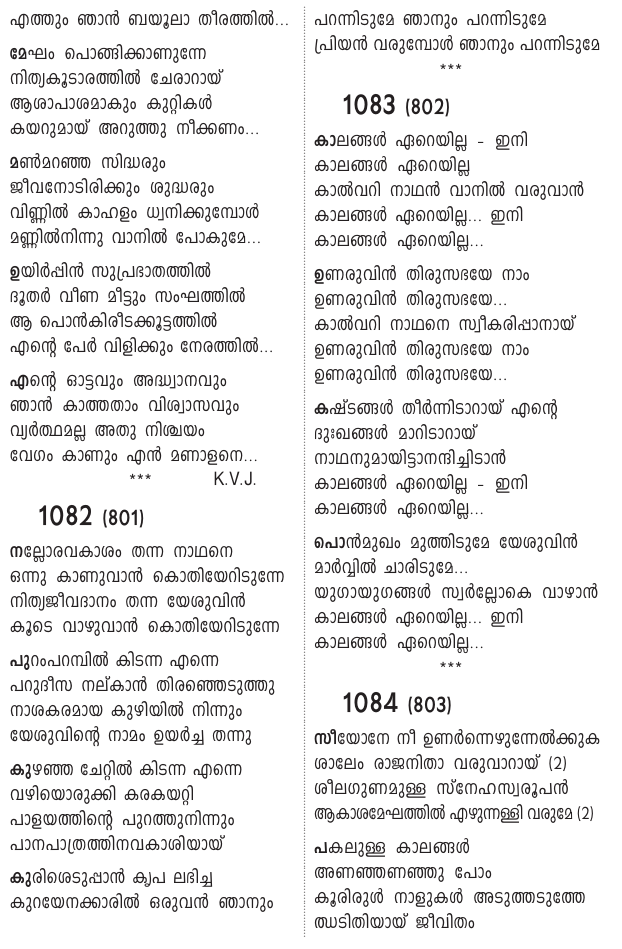 എത്തും ഞാൻ ബയൂലാ തീരത്തിൽ...
മേഘം പൊങ്ങിക്കാണുന്നേ
നിത്യകൂടാരത്തിൽ ചേരാറായ്
ആശാപാശമാകും കുറ്റികൾ
കയറുമായ് അറുത്തു നീക്കണം...
മൺമറഞ്ഞ സിദ്ധരും
ജീവനോടിരിക്കും ശുദ്ധരും
വിണ്ണിൽ കാഹളം ധ്വനിക്കുമ്പോൾ
മണ്ണിൽനിന്നു വാനിൽ പോകുമേ...
ഉയിർപ്പിൻ സുപ്രഭാതത്തിൽ
ദൂതർ വീണ മീട്ടും സംഘത്തിൽ
ആ പൊൻകിരീടക്കൂട്ടത്തിൽ
എന്റെ പേർ വിളിക്കും നേരത്തിൽ...
എന്റെ ഓട്ടവും അദ്ധ്വാനവും
ഞാൻ കാത്തതാം വിശ്വാസവും
വ്യർത്ഥമല്ല അതു നിശ്ചയം
വേഗം കാണും എൻ മണാളനെ...
*** K.V.J.
1082 (801)
നല്ലോരവകാശം തന്ന നാഥനെ
ഒന്നു കാണുവാൻ കൊതിയേറിടുന്നേ
നിത്യജീവദാനം തന്ന യേശുവിൻ
കൂടെ വാഴുവാൻ കൊതിയേറിടുന്നേ
പുറംപറമ്പിൽ കിടന്ന എന്നെ
പറുദീസ നല്കാൻ തിരഞ്ഞെടുത്തു
നാശകരമായ കുഴിയിൽ നിന്നും
യേശുവിന്റെ നാമം ഉയർച്ച തന്നു
കുഴഞ്ഞ ചേറ്റിൽ കിടന്ന എന്നെ
വഴിയൊരുക്കി കരകയറ്റി
പാളയത്തിന്റെ പുറത്തുനിന്നും
പാനപാത്രത്തിനവകാശിയായ്
കുരിശെടുപ്പാൻ കൃപ ലഭിച്ച
കുറയേനക്കാരിൽ ഒരുവൻ ഞാനും
പറന്നിടുമേ ഞാനും പറന്നിടുമേ
പ്രിയൻ വരുമ്പോൾ ഞാനും പറന്നിടുമേ
***
1083 (802)
കാലങ്ങൾ ഏറെയില്ല - ഇനി
കാലങ്ങൾ ഏറെയില്ല
കാൽവറി നാഥൻ വാനിൽ വരുവാൻ
കാലങ്ങൾ ഏറെയില്ല... ഇനി
കാലങ്ങൾ ഏറെയില്ല...
ഉണരുവിൻ തിരുസഭയേ നാം
ഉണരുവിൻ തിരുസഭയേ...
കാൽവറി നാഥനെ സ്വീകരിപ്പാനായ്
ഉണരുവിൻ തിരുസഭയേ നാം
ഉണരുവിൻ തിരുസഭയേ...
കഷ്ടങ്ങൾ തീർന്നിടാറായ് എന്റെ
ദുഃഖങ്ങൾ മാറിടാറായ്
നാഥനുമായിട്ടാനന്ദിച്ചിടാൻ
കാലങ്ങൾ ഏറെയില്ല - ഇനി
കാലങ്ങൾ ഏറെയില്ല...
പൊൻമുഖം മുത്തിടുമേ യേശുവിൻ
മാർവ്വിൽ ചാരിടുമേ...
യുഗായുഗങ്ങൾ സ്വർല്ലോകെ വാഴാൻ
കാലങ്ങൾ ഏറെയില്ല... ഇനി
കാലങ്ങൾ ഏറെയില്ല...
***
1084 (803)
സീയോനേ നീ ഉണർന്നെഴുന്നേൽക്കുക
ശാലേം രാജനിതാ വരുവാറായ് (2)
ശീലഗുണമുള്ള സ്നേഹസ്വരൂപൻ
ആകാശമേഘത്തിൽ എഴുന്നള്ളി വരുമേ (2)
പകലുള്ള കാലങ്ങൾ
അണഞ്ഞണഞ്ഞു പോം
കൂരിരുൾ നാളുകൾ അടുത്തടുത്തേ
ഝടിതിയായ് ജീവിതം